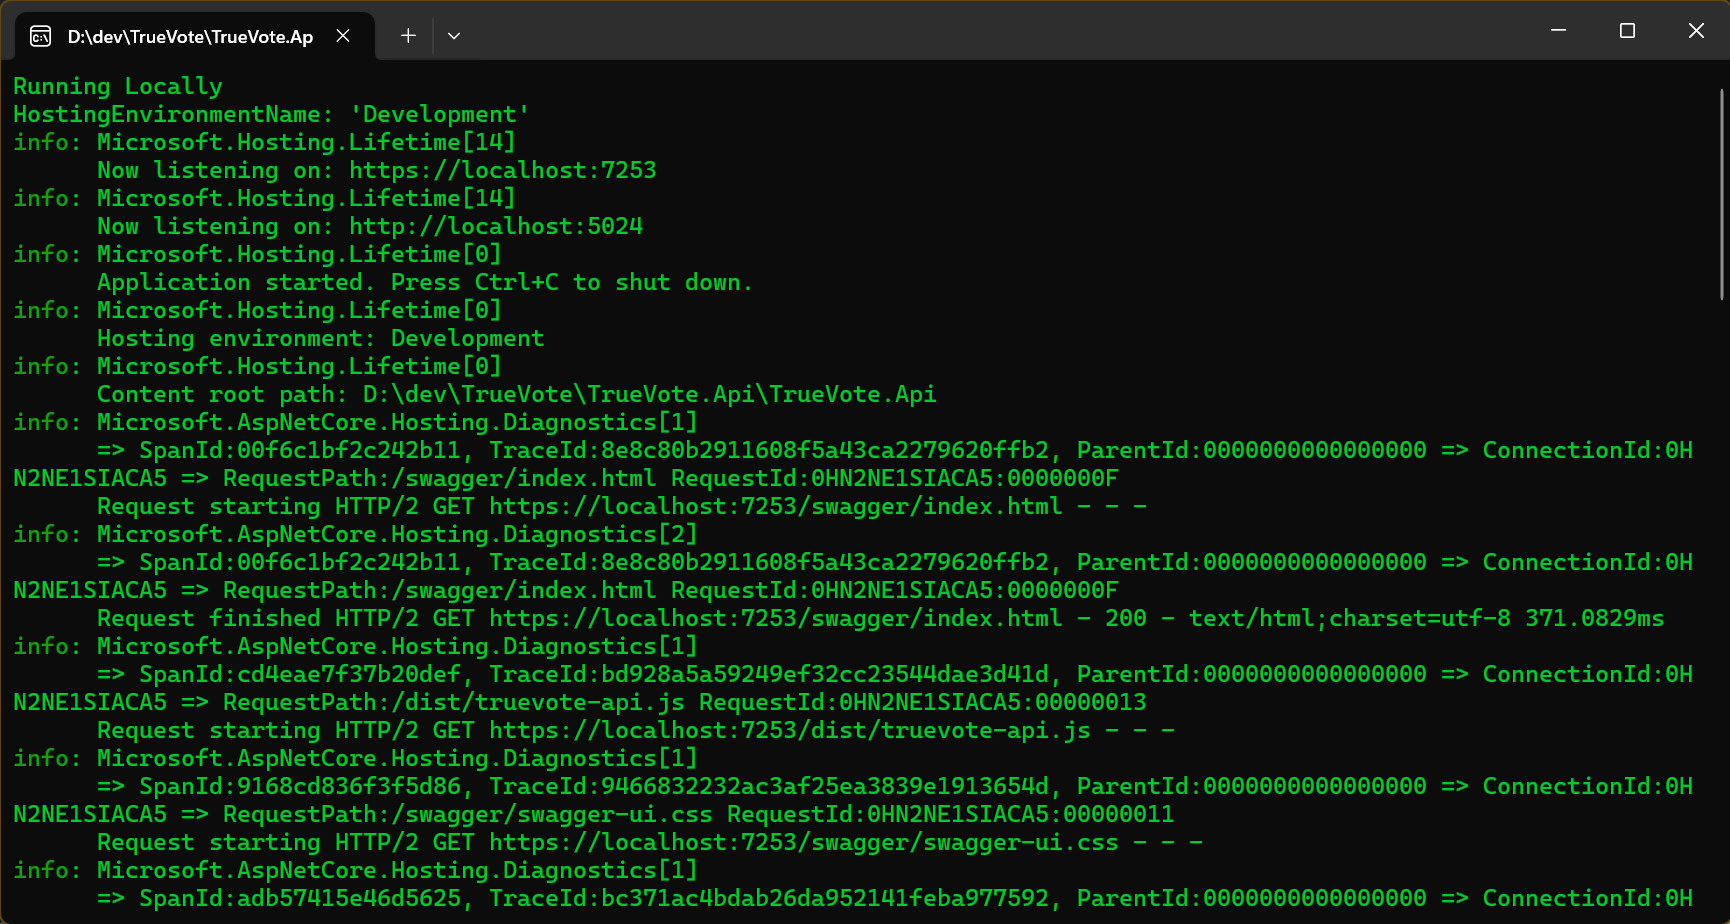 D:\dev\TrueVote\TrueVote.Ap
Running Locally
HostingEnvironmentName: 'Development'
info: Microsoft.Hosting.Lifetime[14]
      Now listening on: https://localhost:7253
info: Microsoft.Hosting.Lifetime[14]
      Now listening on: http://localhost:5024
info: Microsoft.Hosting.Lifetime[0]
      Application started. Press Ctrl+C to shut down.
info: Microsoft.Hosting.Lifetime[0]
      Hosting environment: Development
info: Microsoft.Hosting.Lifetime[0]
      Content root path: D:\dev\TrueVote\TrueVote.Api\TrueVote.Api
info: Microsoft.AspNetCore.Hosting.Diagnostics[1]
      => SpanId:00f6c1bf2c242b11, TraceId:8e8c80b2911608f5a43ca2279620ffb2, ParentId:0000000000000000 => ConnectionId:0H
N2NE1SIACA5 => RequestPath:/swagger/index.html RequestId:0HN2NE1SIACA5:0000000F
      Request starting HTTP/2 GET https://localhost:7253/swagger/index.html - - -
info: Microsoft.AspNetCore.Hosting.Diagnostics[2]
      => SpanId:00f6c1bf2c242b11, TraceId:8e8c80b2911608f5a43ca2279620ffb2, ParentId:0000000000000000 => ConnectionId:0H
N2NE1SIACA5 => RequestPath:/swagger/index.html RequestId:0HN2NE1SIACA5:0000000F
      Request finished HTTP/2 GET https://localhost:7253/swagger/index.html - 200 - text/html;charset=utf-8 371.0829ms
info: Microsoft.AspNetCore.Hosting.Diagnostics[1]
      => SpanId:cd4eae7f37b20def, TraceId:bd928a5a59249ef32cc23544dae3d41d, ParentId:0000000000000000 => ConnectionId:0H
N2NE1SIACA5 => RequestPath:/dist/truevote-api.js RequestId:0HN2NE1SIACA5:00000013
      Request starting HTTP/2 GET https://localhost:7253/dist/truevote-api.js - - -
info: Microsoft.AspNetCore.Hosting.Diagnostics[1]
      => SpanId:9168cd836f3f5d86, TraceId:9466832232ac3af25ea3839e1913654d, ParentId:0000000000000000 => ConnectionId:0H
N2NE1SIACA5 => RequestPath:/swagger/swagger-ui.css RequestId:0HN2NE1SIACA5:00000011
      Request starting HTTP/2 GET https://localhost:7253/swagger/swagger-ui.css - - -
info: Microsoft.AspNetCore.Hosting.Diagnostics[1]
      => SpanId:adb57415e46d5625, TraceId:bc371ac4bdab26da952141feba977592, ParentId:0000000000000000 => ConnectionId:0H